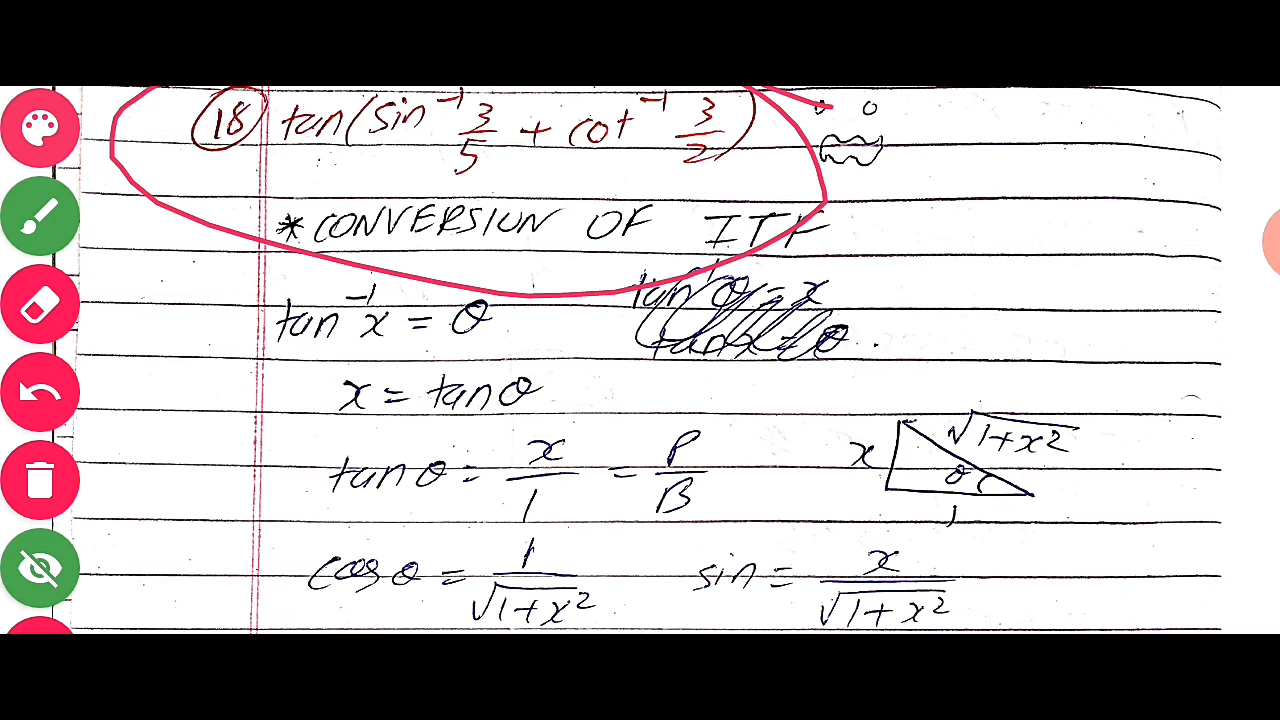 18 tan(sin⁻¹ 3/5 + cot⁻¹ 3/2)
*CONVERSION OF ITF
tan⁻¹x = θ
x = tanθ
tanθ = x/1 = P/B
x √1+x² θ 1
cosθ = 1/√1+x² sin = x/√1+x²